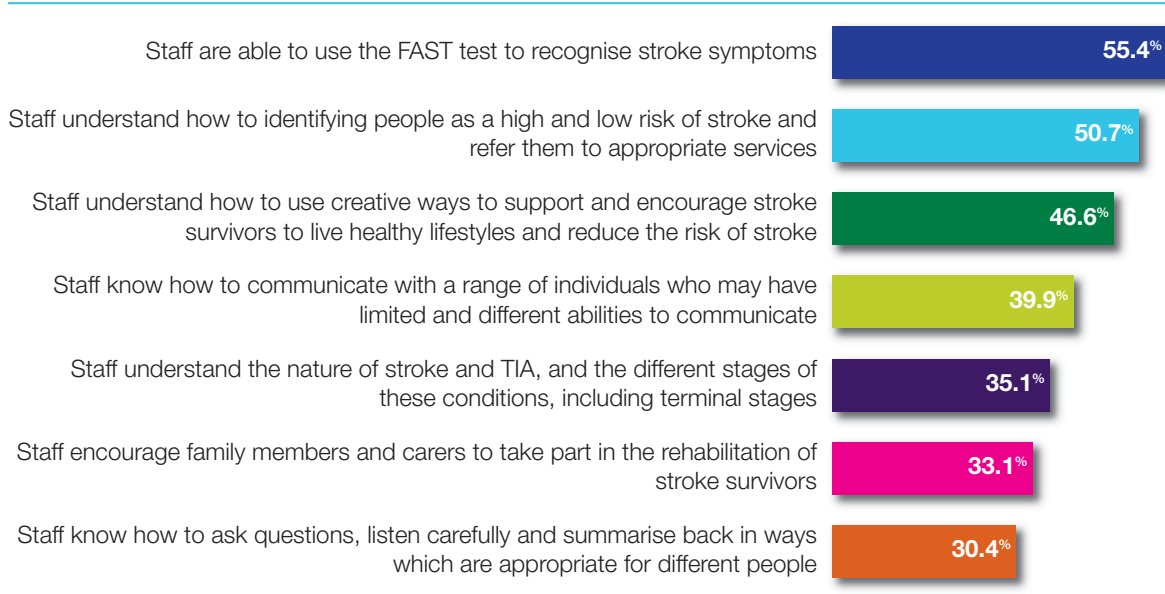 Staff are able to use the FAST test to recognise stroke symptoms
55.4%
Staff understand how to identifying people as a high and low risk of stroke and
refer them to appropriate services
50.7%
Staff understand how to use creative ways to support and encourage stroke
survivors to live healthy lifestyles and reduce the risk of stroke
46.6%
Staff know how to communicate with a range of individuals who may have
limited and different abilities to communicate
39.9%
Staff understand the nature of stroke and TIA, and the different stages of
these conditions, including terminal stages
35.1%
Staff encourage family members and carers to take part in the rehabilitation of
stroke survivors
33.1%
Staff know how to ask questions, listen carefully and summarise back in ways
which are appropriate for different people
30.4%